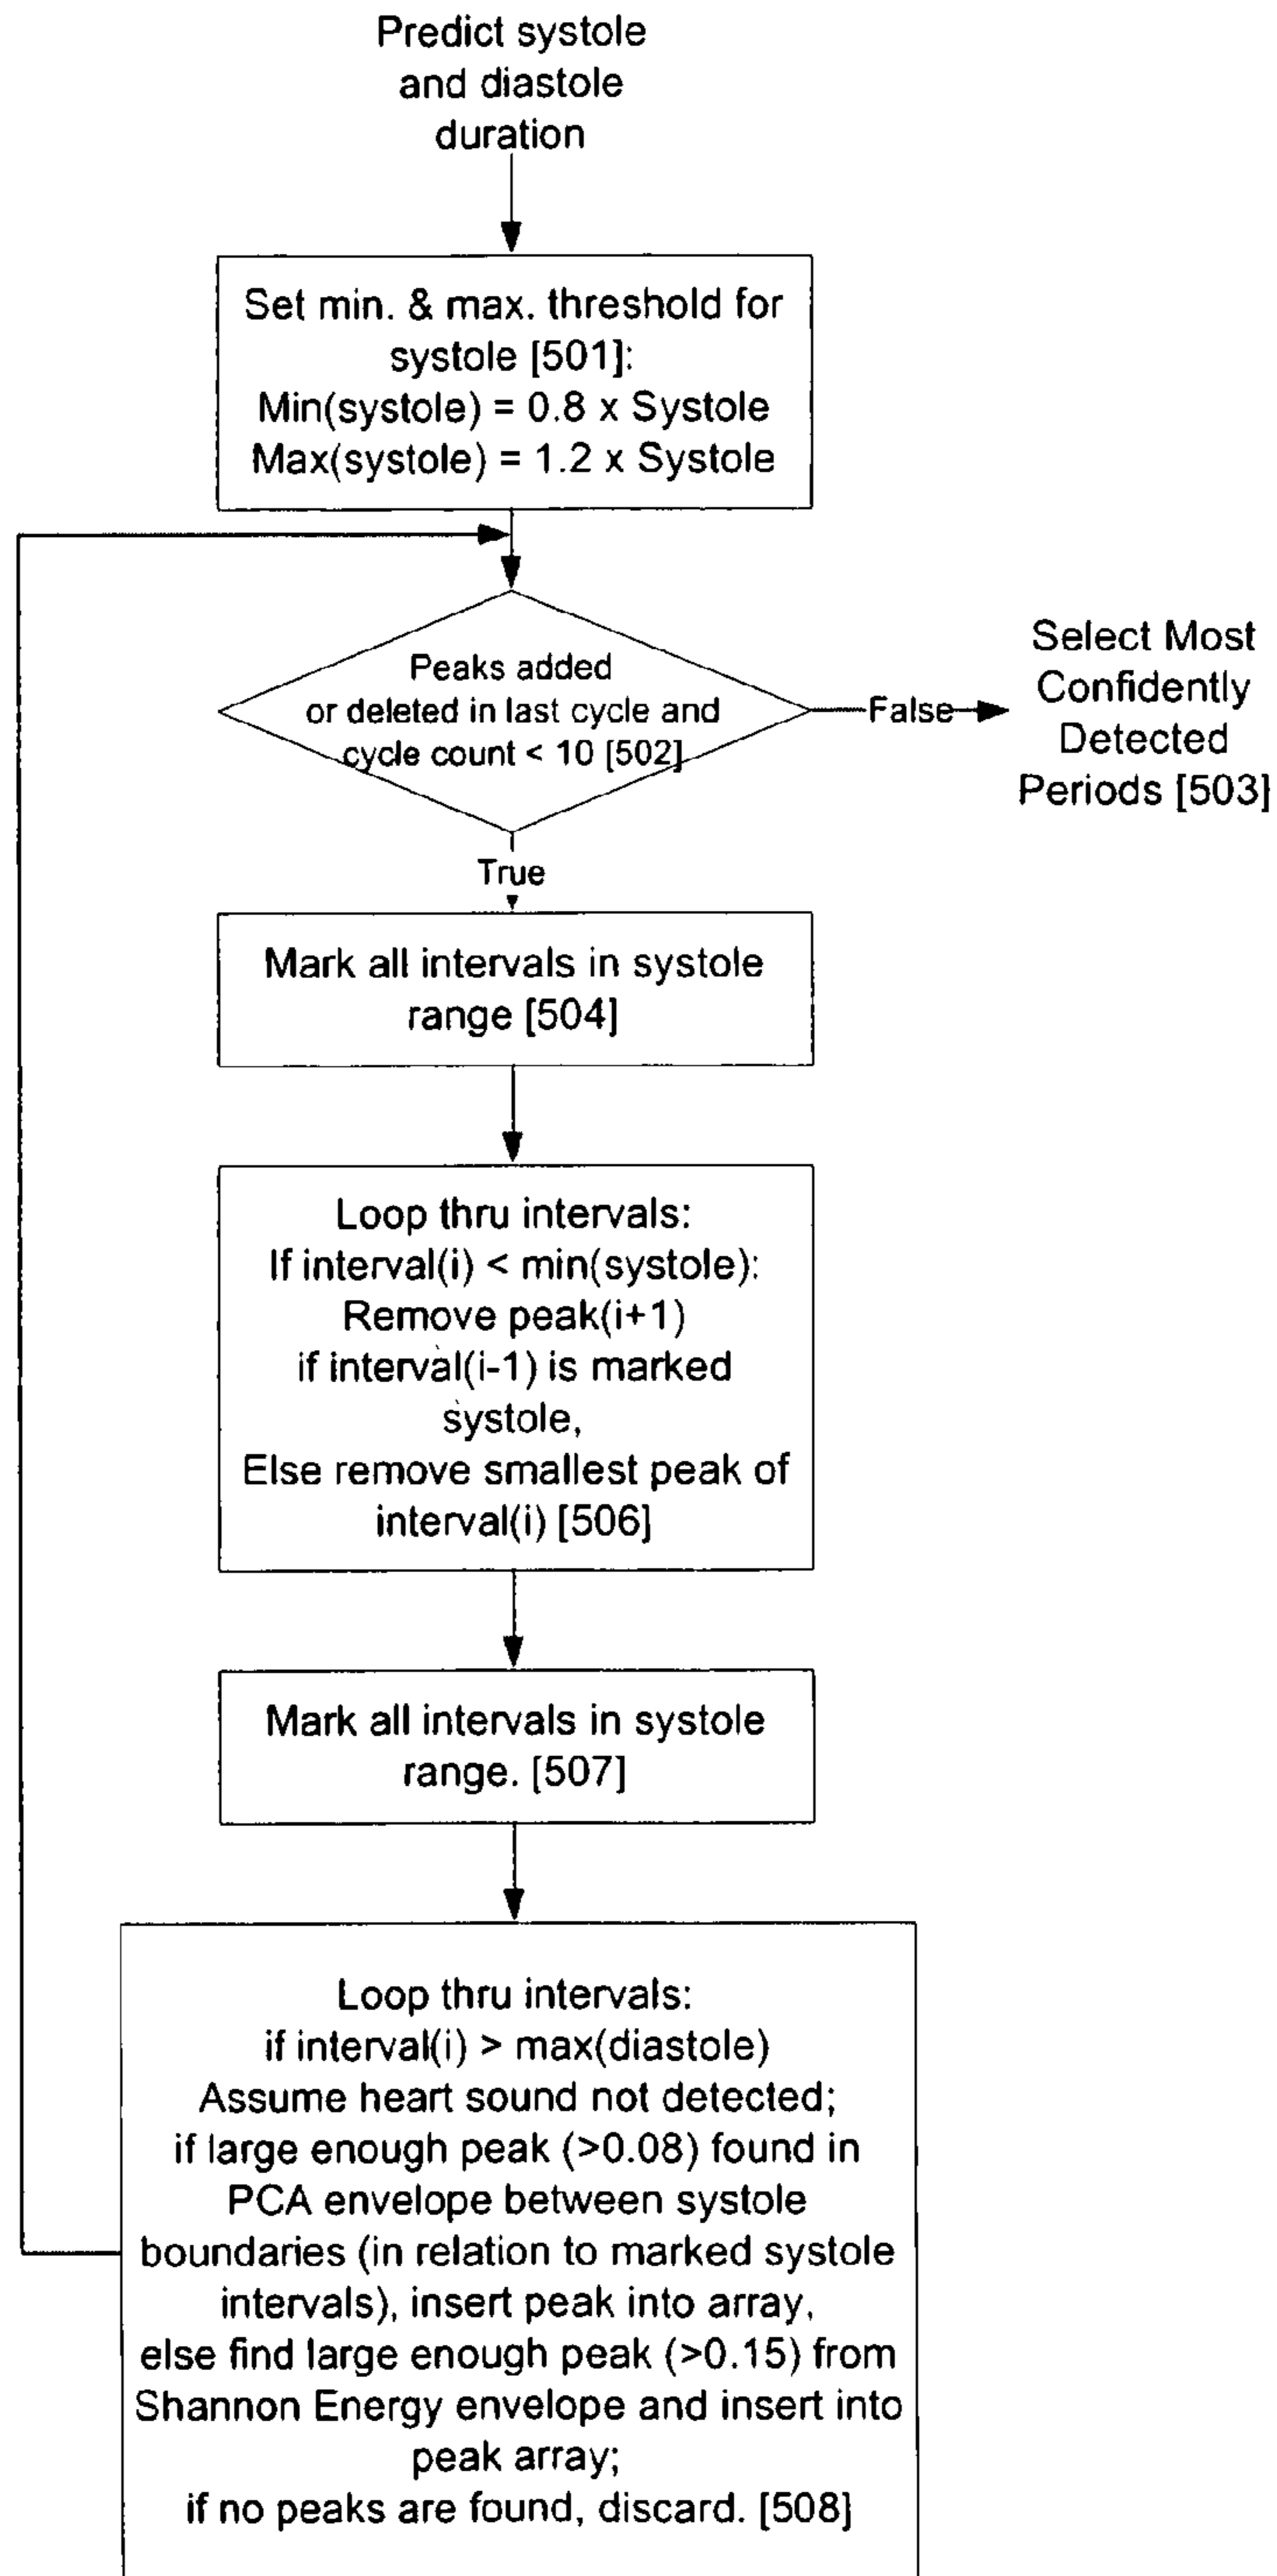 Predict systole
and diastole
duration
Set min. & max. threshold for
systole [501]:
Min(systole) = 0.8 x Systole
Max(systole) = 1.2 x Systole
Peaks added
or deleted in last cycle and
cycle count < 10 [502]
False
Select Most
Confidently
Detected
Periods [503]
True
Mark all intervals in systole
range [504]
Loop thru intervals:
If interval(i) < min(systole):
Remove peak(i+1)
if interval(i-1) is marked
systole,
Else remove smallest peak of
interval(i) [506]
Mark all intervals in systole
range. [507]
Loop thru intervals:
if interval(i) > max(diastole)
Assume heart sound not detected;
if large enough peak (>0.08) found in
PCA envelope between systole
boundaries (in relation to marked systole
intervals), insert peak into array,
else find large enough peak (>0.15) from
Shannon Energy envelope and insert into
peak array;
if no peaks are found, discard. [508]